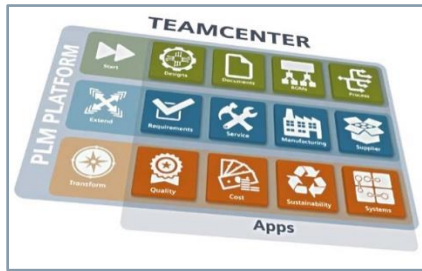 TEAMCENTER
PLM PLATFORM
Start
Designs
Documents
BOMs
Process
Extend
Requirements
Service
Manufacturing
Supplier
Transform
Quality
Cost
Sustainability
Systems
Apps